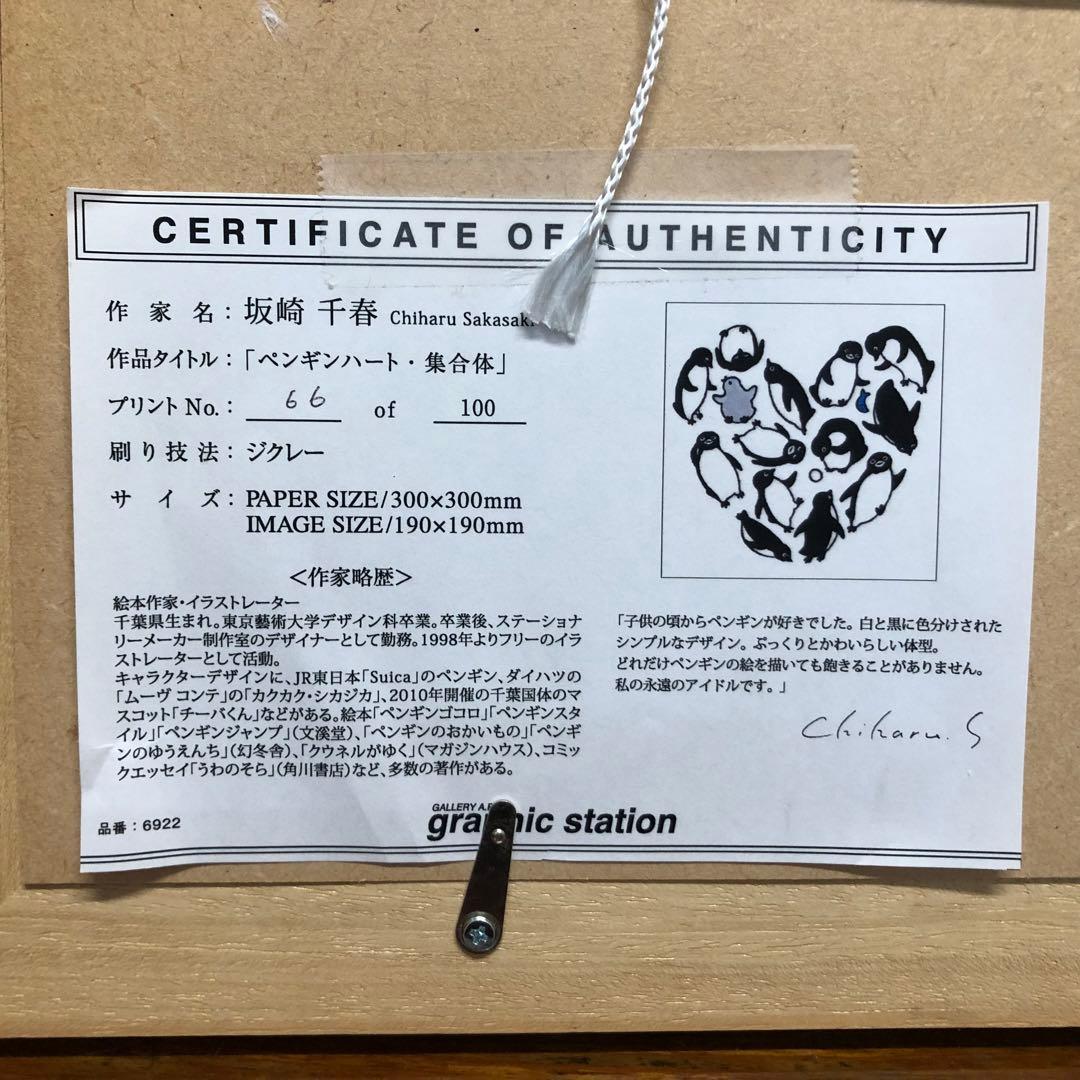 CERTIFICATE OF AUTHENTICITY
作家名：坂崎 千春 Chiharu Sakasaki
作品タイトル：「ペンギンハート・集合体」
プリント No.： 66 of 100
刷り技法：ジクレー
サイズ：PAPER SIZE/300×300mm
IMAGE SIZE/190×190mm
＜作家略歴＞
絵本作家・イラストレーター
千葉県生まれ。東京藝術大学デザイン科卒業。卒業後、ステーショナ
リーメーカー制作室のデザイナーとして勤務。1998年よりフリーのイラ
ストレーターとして活動。
キャラクターデザインに、JR東日本「Suica」のペンギン、ダイハツの
「ムーヴ コンテ」の「カクカク・シカジカ」、2010年開催の千葉国体のマ
スコット「チーバくん」などがある。絵本「ペンギンゴコロ」「ペンギンスタ
イル」「ペンギンジャンプ」（文溪堂）、「ペンギンのおかいもの」「ペンギ
ンのゆうえんち」（幻冬舎）、「クウネルがゆく」（マガジンハウス）、コミッ
クエッセイ「うわのそら」（角川書店）など、多数の著作がある。
「子供の頃からペンギンが好きでした。白と黒に色分けされた
シンプルなデザイン。ぷっくりとかわいらしい体型。
どれだけペンギンの絵を描いても飽きることがありません。
私の永遠のアイドルです。」
Chiharu. S
品番：6922
GALLERY
graphic station